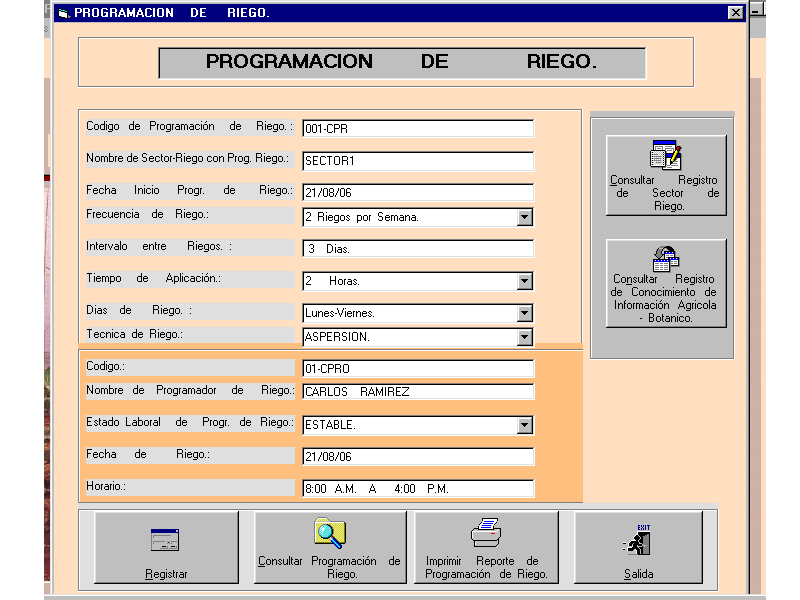 PROGRAMACION DE RIEGO.
PROGRAMACION DE RIEGO.
Codigo de Programación de Riego. : 001-CPR
Nombre de Sector-Riego con Prog. Riego.: SECTOR1
Fecha Inicio Progr. de Riego.: 21/08/06
Frecuencia de Riego.: 2 Riegos por Semana.
Intervalo entre Riegos. : 3 Dias.
Tiempo de Aplicación.: 2 Horas.
Dias de Riego. : Lunes-Viernes.
Tecnica de Riego.: ASPERSION.
Codigo.: 01-CPRO
Nombre de Programador de Riego.: CARLOS RAMIREZ
Estado Laboral de Progr. de Riego.: ESTABLE.
Fecha de Riego.: 21/08/06
Horario.: 8:00 A.M. A 4:00 P.M.
Consultar Registro
de Sector de
Riego.
Consultar Registro
de Conocimiento de
Información Agricola
- Botanico.
Registrar
Consultar Programación de
Riego.
Imprimir Reporte de
Programación de Riego.
EXIT
Salida